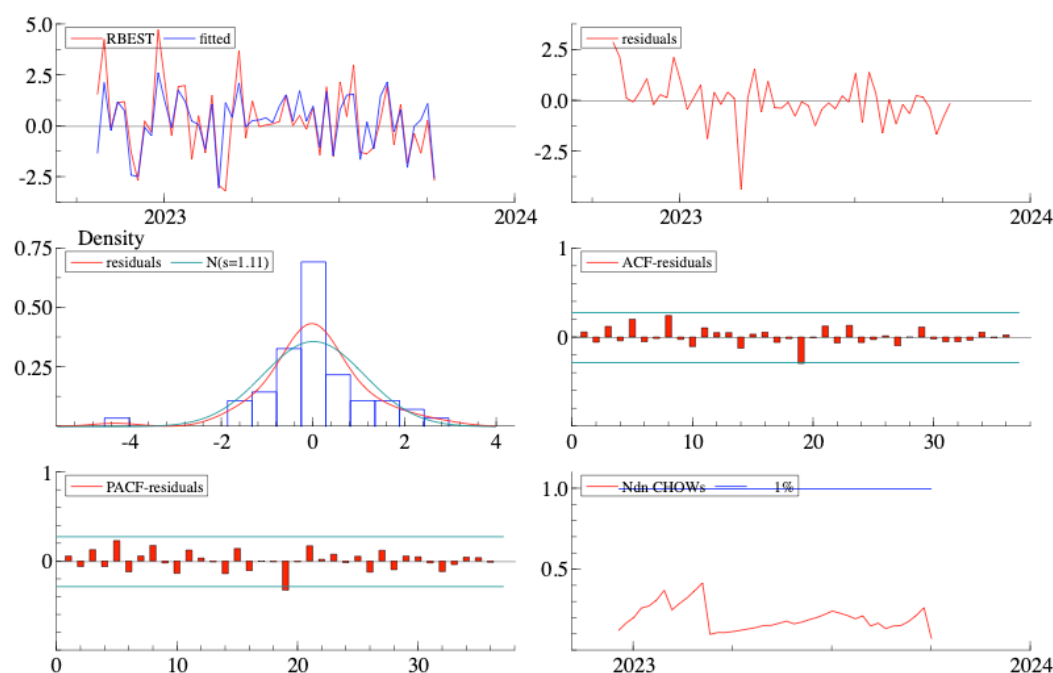 5.0
RBEST fitted
2.5
0.0
-2.5
2023 2024
residuals
2.5
0.0
-2.5
2023 2024
Density
0.75
residuals N(s=1.11)
0.50
0.25
-4 -2 0 2 4
1
ACF-residuals
0
0 10 20 30
1
PACF-residuals
0
0 10 20 30
1.0
Ndn CHOWs 1%
0.5
2023 2024